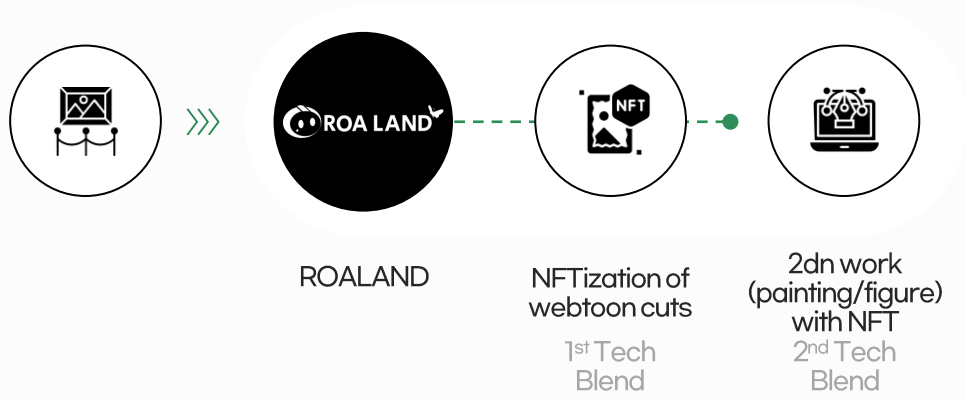 ROA LAND
NFT
ROALAND
NFTization of
webtoon cuts
1st Tech
Blend
2dn work
(painting/figure)
with NFT
2nd Tech
Blend